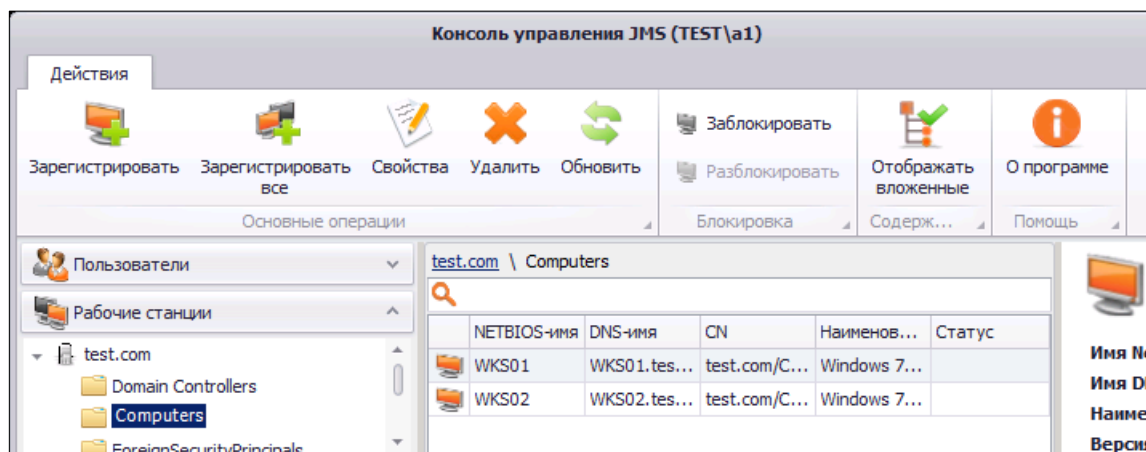 Консоль управления JMS (TEST\a1)
Действия
Зарегистрировать
Зарегистрировать
все
Свойства
Удалить
Обновить
Основные операции
Заблокировать
Разблокировать
Блокировка
Отображать
вложенные
Содерж...
О программе
Помощь
Пользователи
Рабочие станции
test.com
Domain Controllers
Computers
ForeignSecurityPrincipals
test.com \ Computers
NETBIOS-имя DNS-имя CN Наименов... Статус
WKS01 WKS01.tes... test.com/C... Windows 7...
WKS02 WKS02.tes... test.com/C... Windows 7...
Имя Ne
Имя D
Наиме
Версия